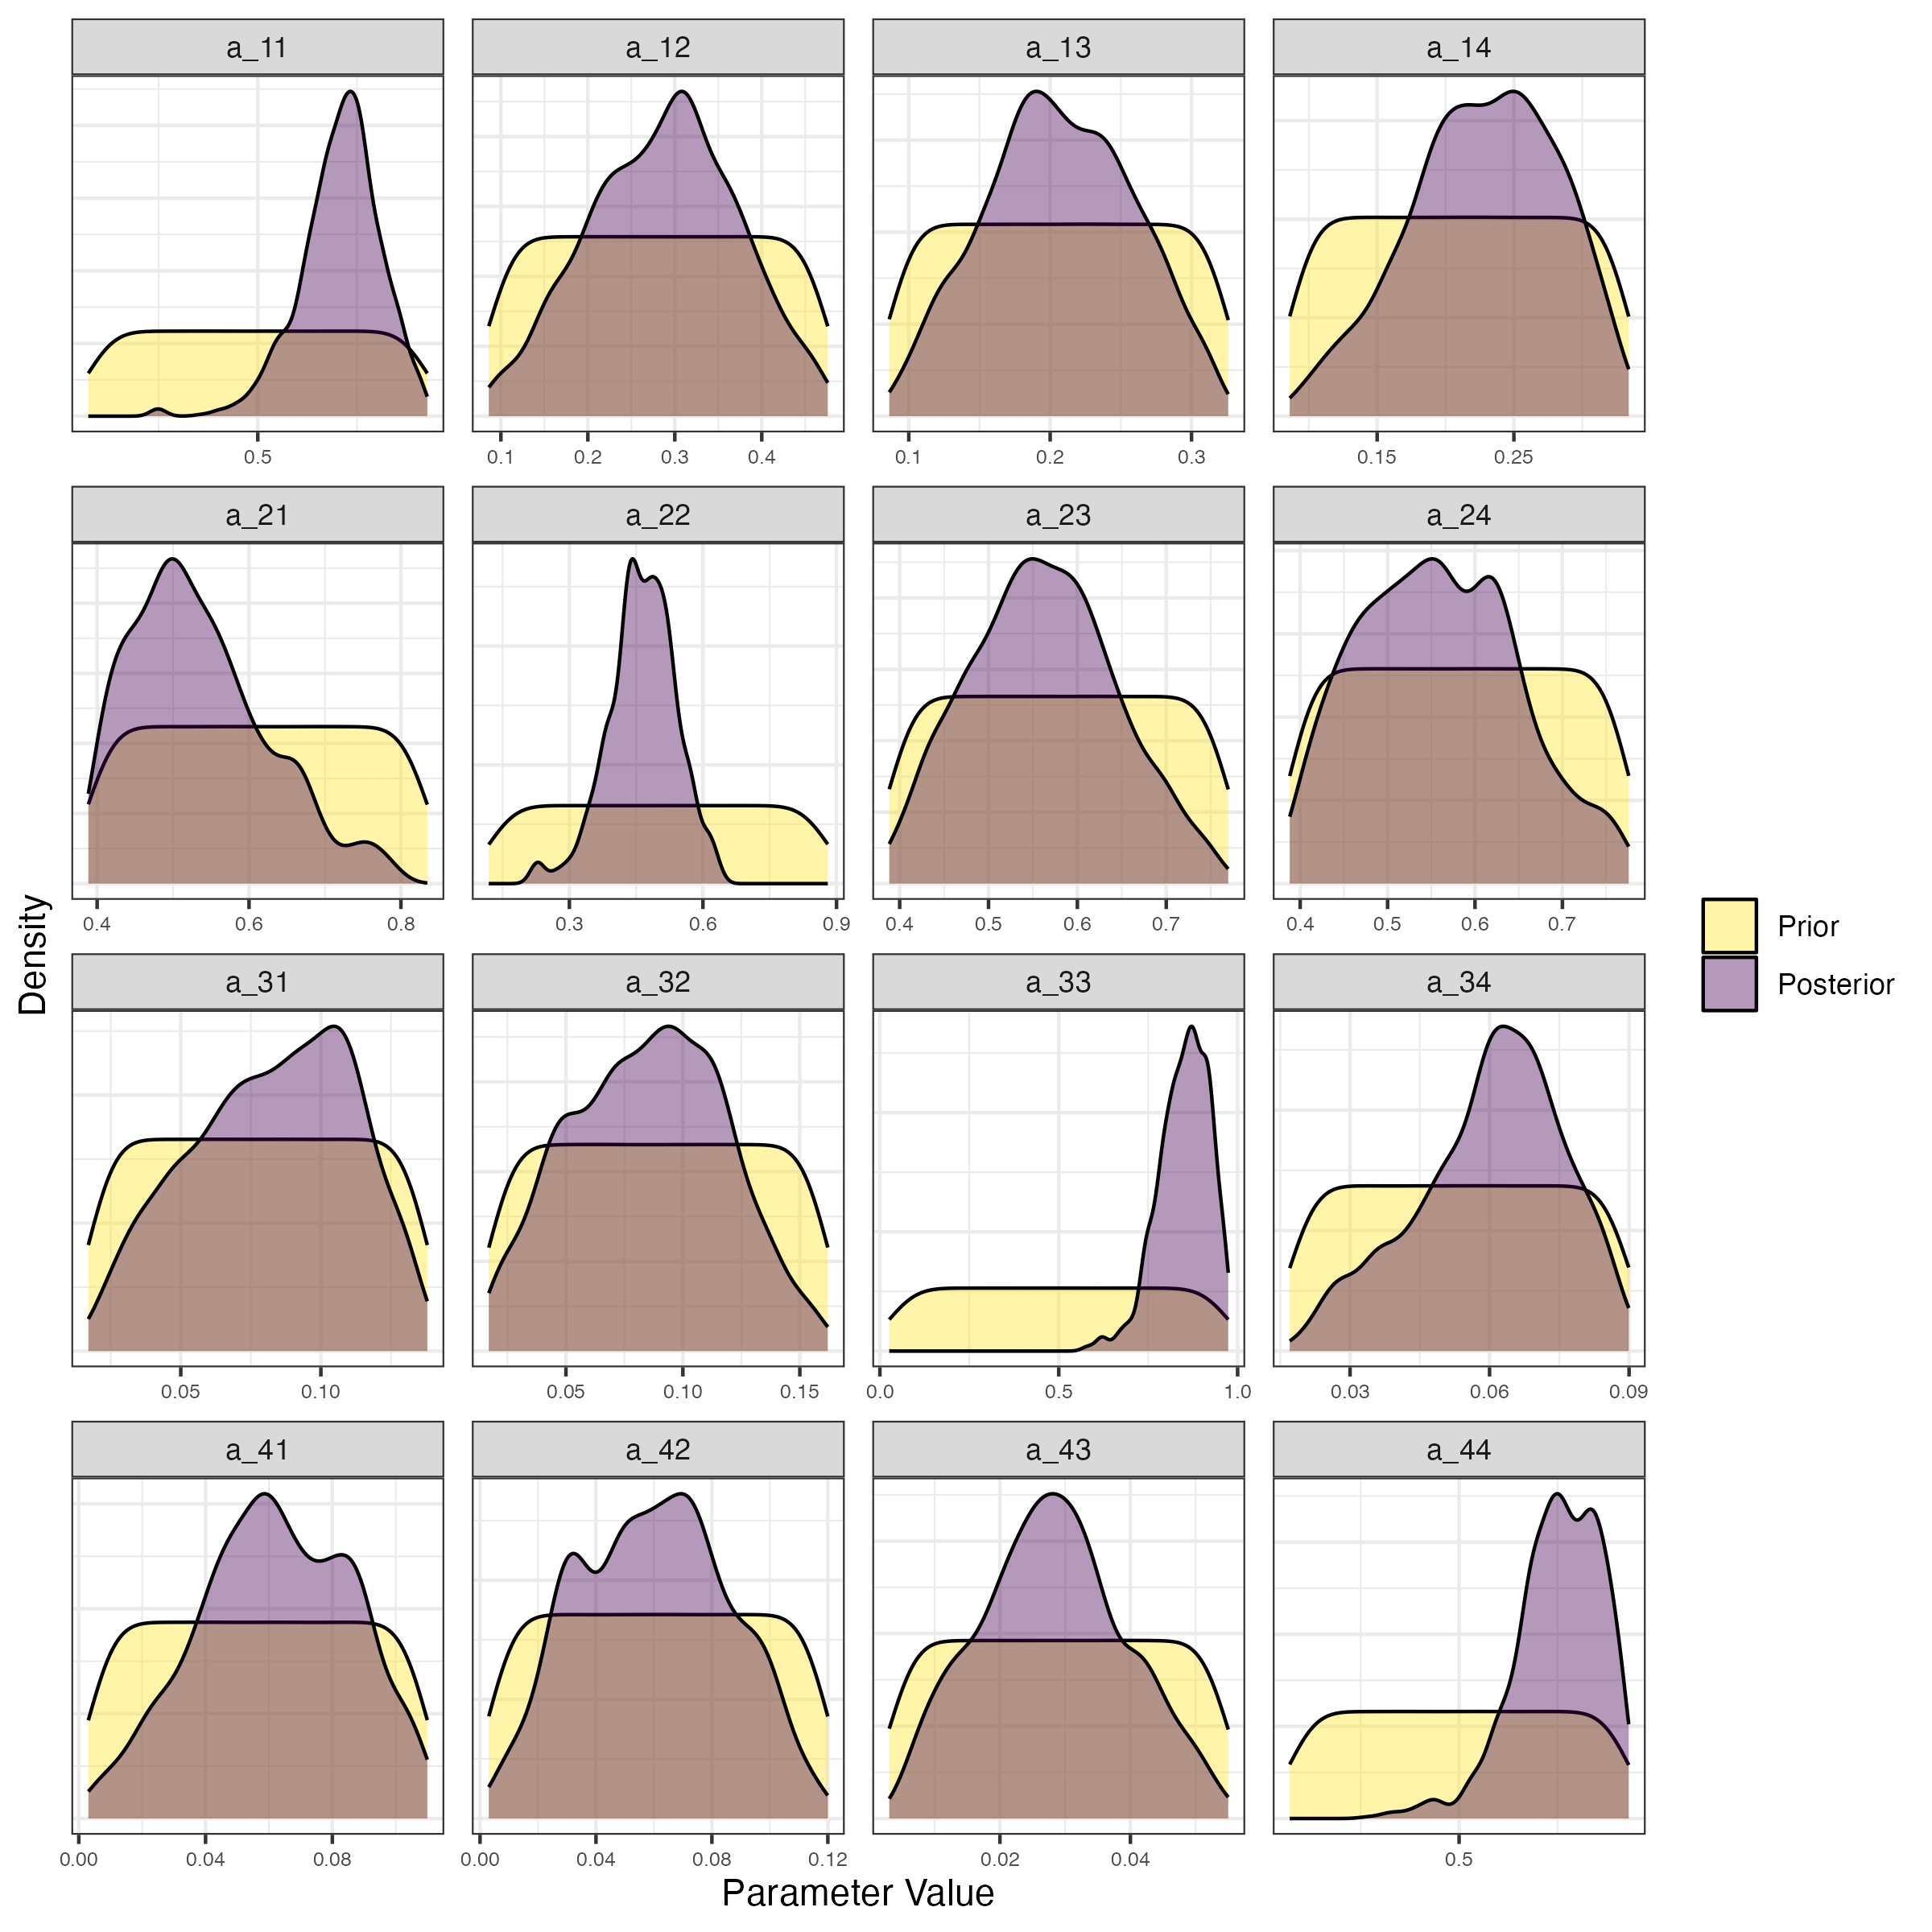 a_11 a_12 a_13 a_14
0.5 0.1 0.2 0.3 0.4 0.1 0.2 0.3 0.15 0.25
a_21 a_22 a_23 a_24
0.4 0.6 0.8 0.3 0.6 0.9 0.4 0.5 0.6 0.7 0.4 0.5 0.6 0.7
Density
Prior
Posterior
a_31 a_32 a_33 a_34
0.05 0.10 0.05 0.10 0.15 0.0 0.5 1.0 0.03 0.06 0.09
a_41 a_42 a_43 a_44
0.00 0.04 0.08 0.00 0.04 0.08 0.12 0.02 0.04 0.5
Parameter Value